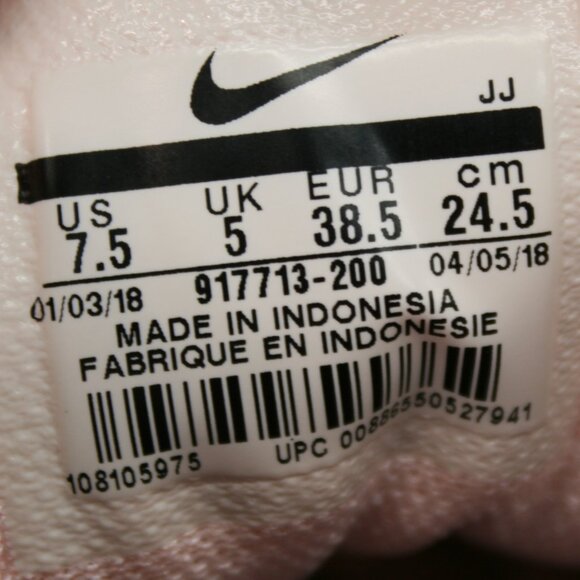 JJ
US UK EUR cm
7.5 5 38.5 24.5
01/03/18 917713-200 04/05/18
MADE IN INDONESIA
FABRIQUE EN INDONESIE
108105975 UPC 00886550527941